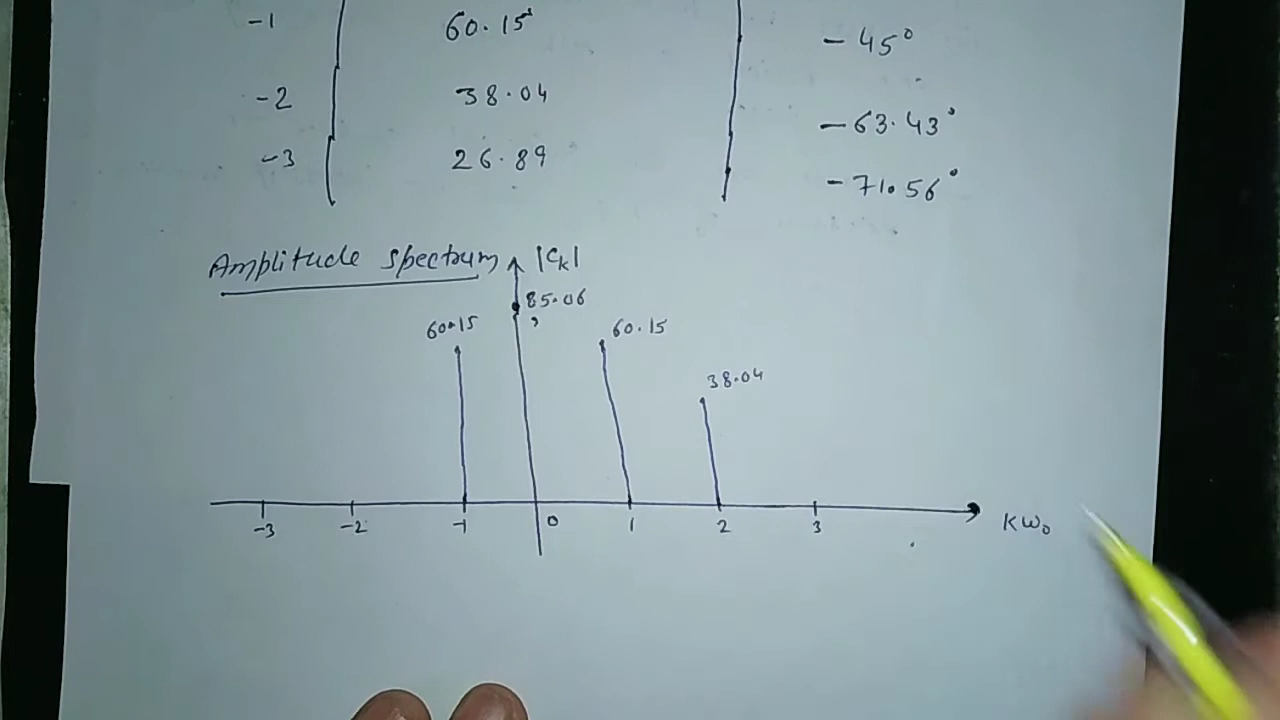 -1 60.15 -45°
-2 38.04 -63.43°
-3 26.89 -71.56°
Amplitude spectrum |Ck|
85.06
60.15 60.15
38.04
-3 -2 -1 0 1 2 3 Kω₀